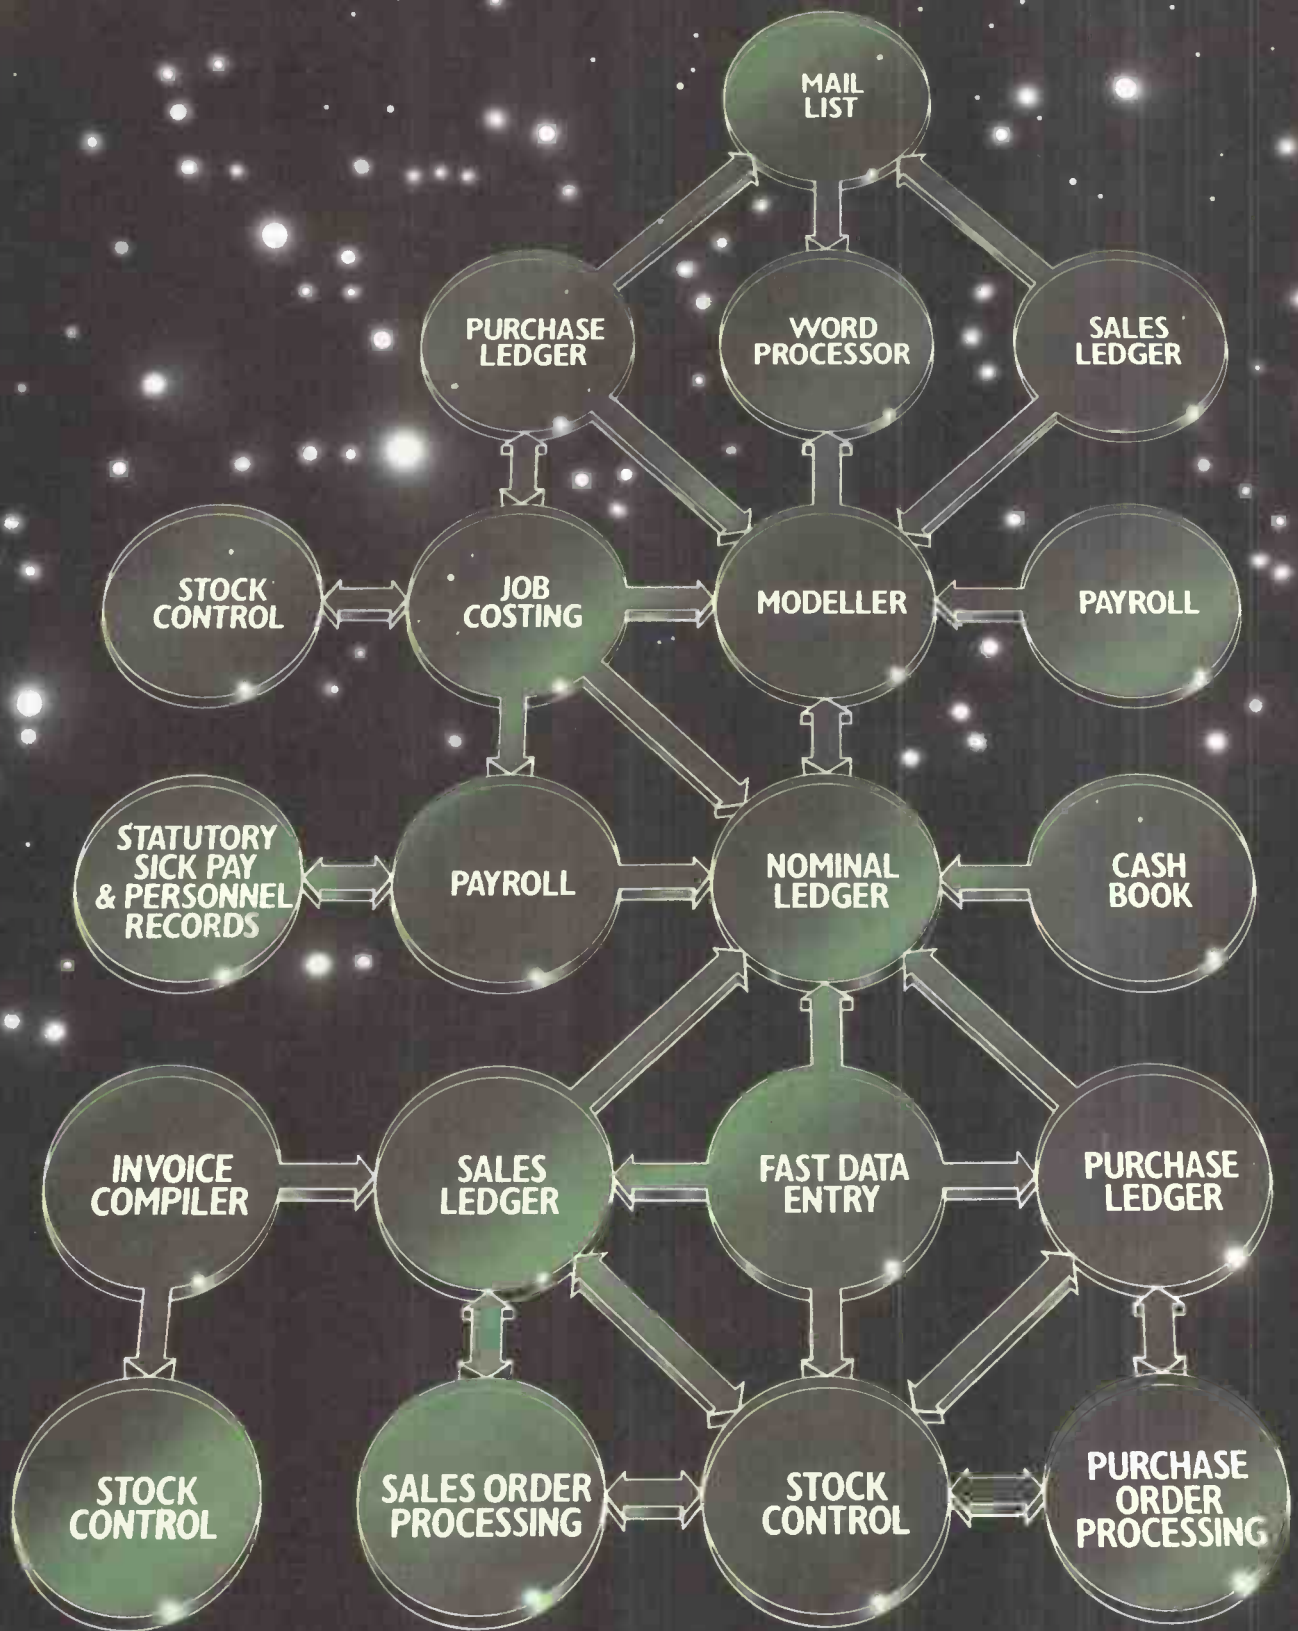 MAIL
LIST
PURCHASE
LEDGER
WORD
PROCESSOR
SALES
LEDGER
STOCK
CONTROL
JOB
COSTING
MODELLER
PAYROLL
STATUTORY
SICK PAY
& PERSONNEL
RECORDS
PAYROLL
NOMINAL
LEDGER
CASH
BOOK
INVOICE
COMPILER
SALES
LEDGER
FAST DATA
ENTRY
PURCHASE
LEDGER
STOCK
CONTROL
SALES ORDER
PROCESSING
STOCK
CONTROL
PURCHASE
ORDER
PROCESSING